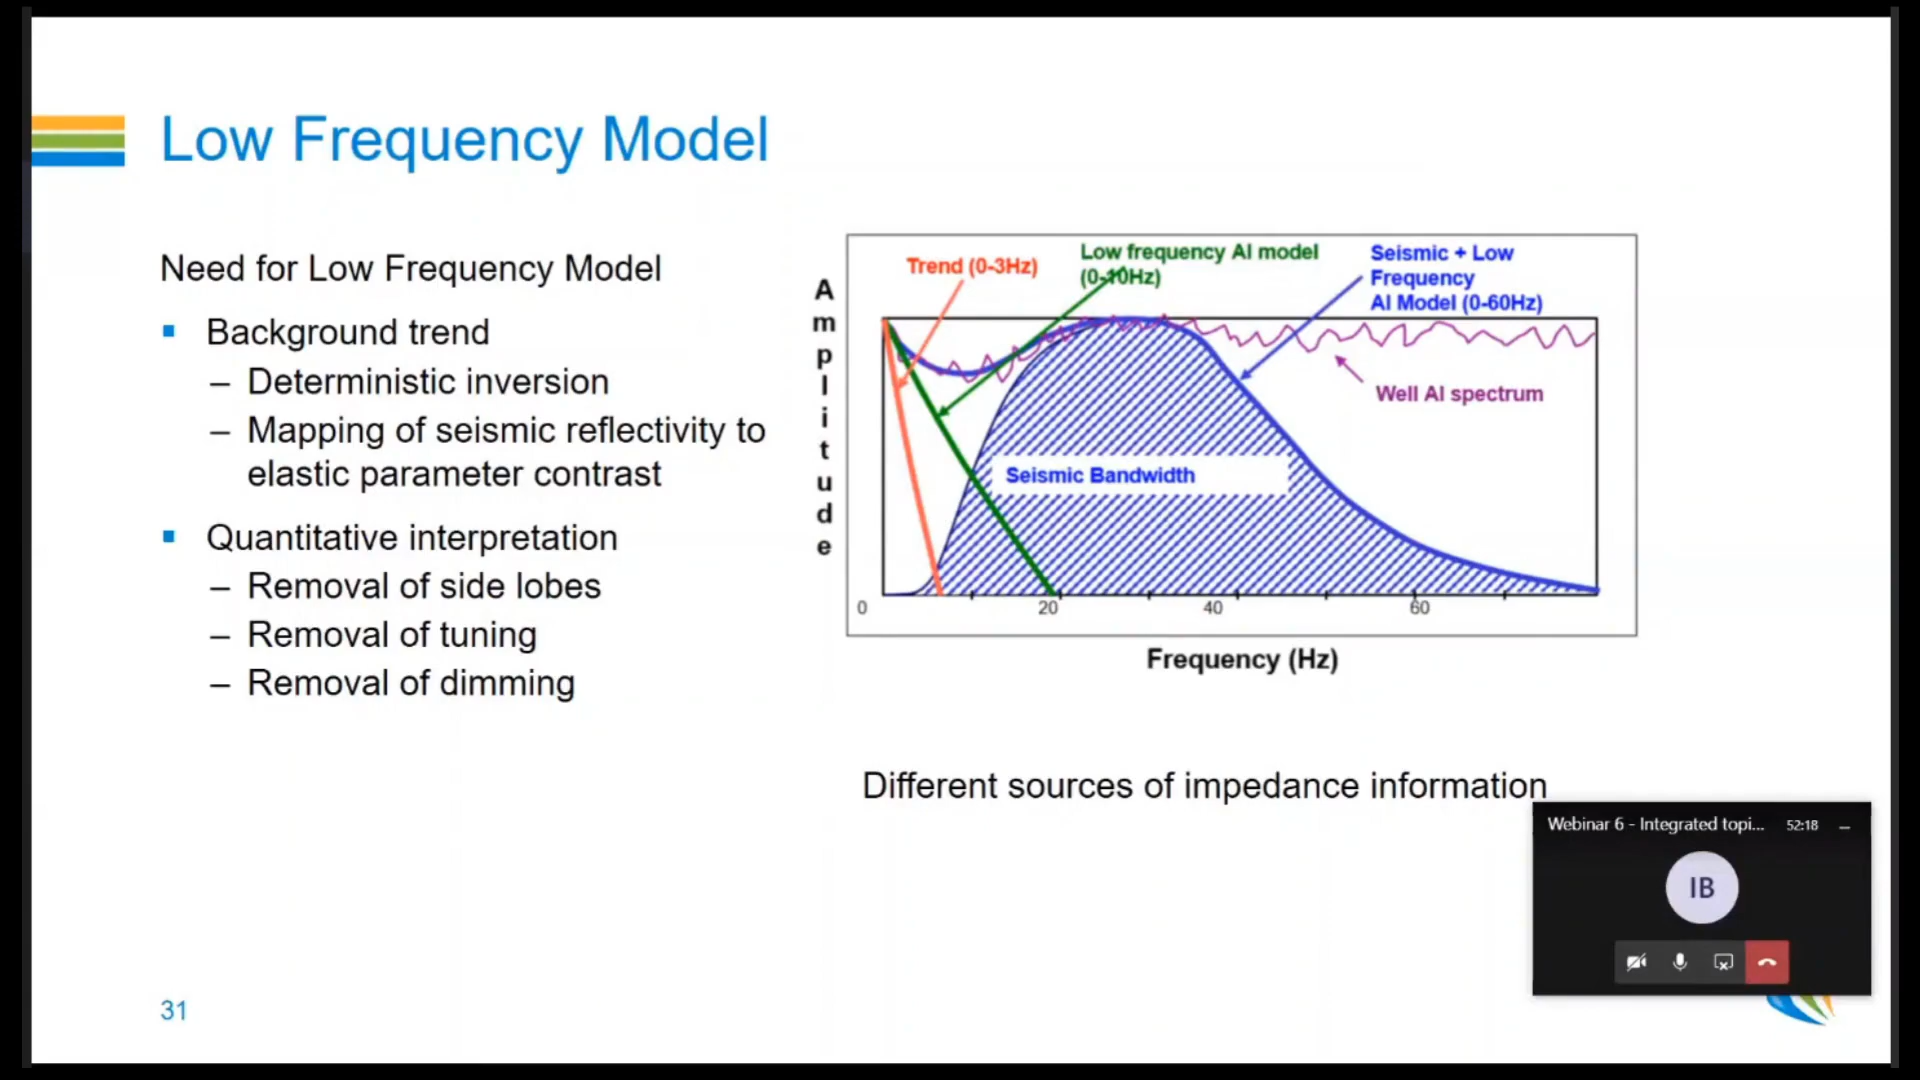 Low Frequency Model
Need for Low Frequency Model
Background trend
– Deterministic inversion
– Mapping of seismic reflectivity to
elastic parameter contrast
Quantitative interpretation
– Removal of side lobes
– Removal of tuning
– Removal of dimming
Amplitude
Trend (0-3Hz)
Low frequency AI model
(0-10Hz)
Seismic + Low
Frequency
AI Model (0-60Hz)
Well AI spectrum
Seismic Bandwidth
0 20 40 60
Frequency (Hz)
Different sources of impedance information
Webinar 6 - Integrated topi... 52:18
IB
31